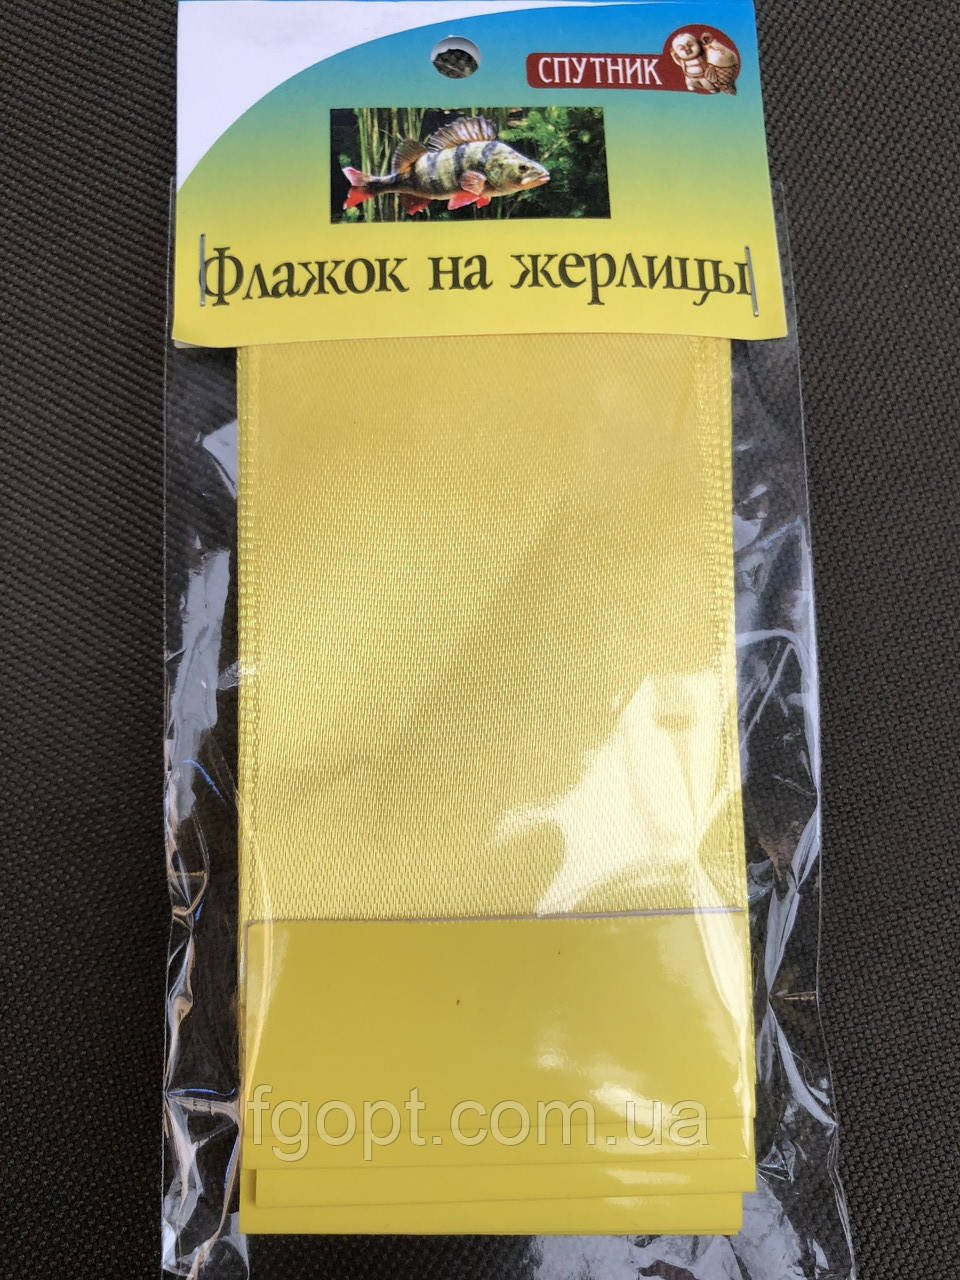 СПУТНИК
Флажок на жерлицы
fgopt.com.ua